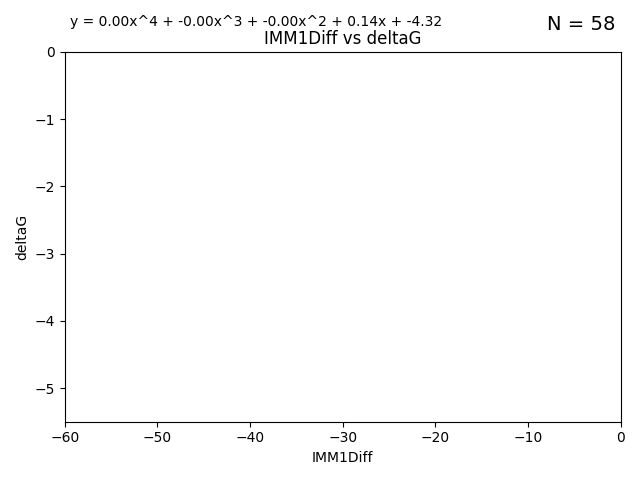 y = 0.00x^4 + -0.00x^3 + -0.00x^2 + 0.14x + -4.32
N = 58
IMM1Diff vs deltaG
0
−1
−2
−3
−4
−5
deltaG
−60
−50
−40
−30
−20
−10
0
IMM1Diff